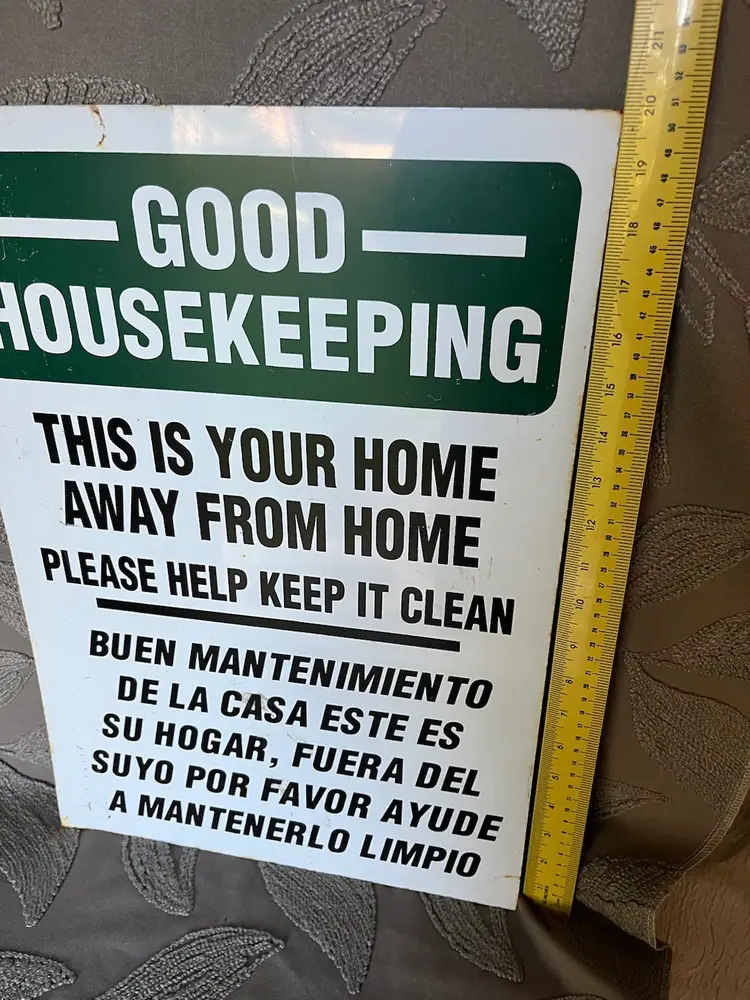 GOOD
HOUSEKEEPING
THIS IS YOUR HOME
AWAY FROM HOME
PLEASE HELP KEEP IT CLEAN
BUEN MANTENIMIENTO
DE LA CASA ESTE ES
SU HOGAR, FUERA DEL
SUYO POR FAVOR AYUDE
A MANTENERLO LIMPIO